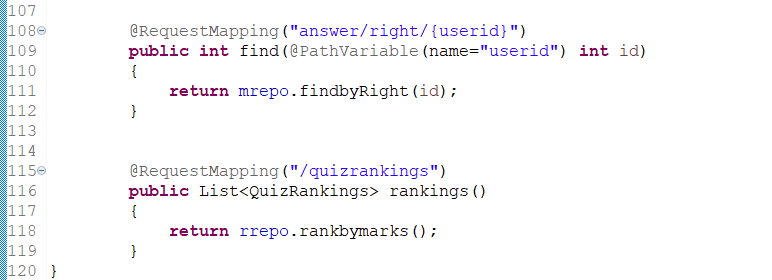 107
108 @RequestMapping("answer/right/{userid}")
109 public int find(@PathVariable(name="userid") int id)
110 {
111 return mrepo.findbyRight(id);
112 }
113
114
115 @RequestMapping("/quizrankings")
116 public List<QuizRankings> rankings()
117 {
118 return rrepo.rankbymarks();
119 }
120 }